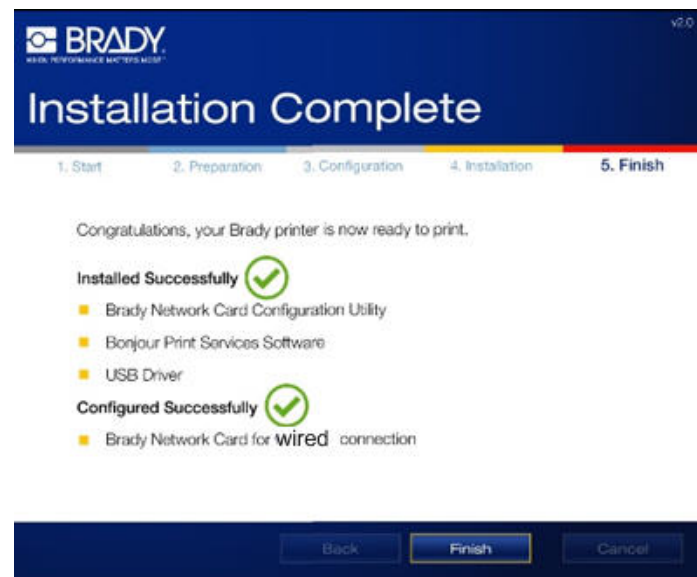 v2.0
BRADY.
WHEN PERFORMANCE MATTERS MOST™
Installation Complete
1. Start 2. Preparation 3. Configuration 4. Installation 5. Finish
Congratulations, your Brady printer is now ready to print.
Installed Successfully
Brady Network Card Configuration Utility
Bonjour Print Services Software
USB Driver
Configured Successfully
Brady Network Card for wired connection
Back Finish Cancel